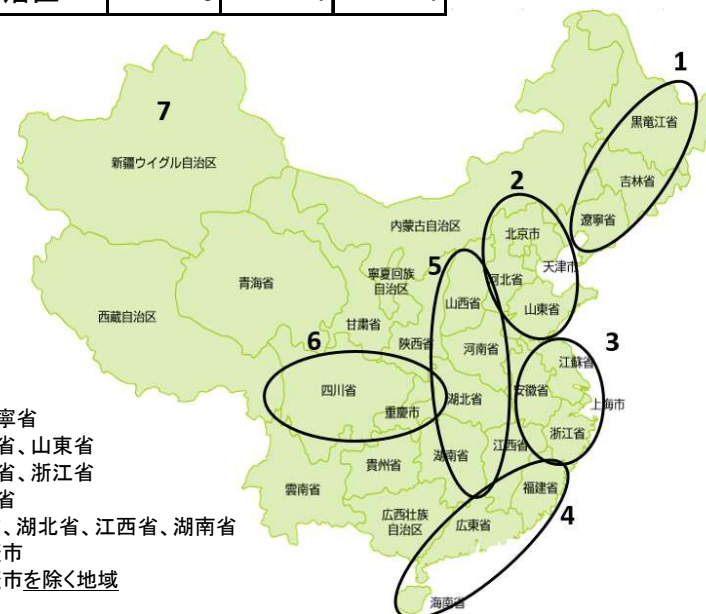 治区
1
黒竜江省
7
吉林省
新疆ウイグル自治区
2
遼寧省
内蒙古自治区
北京市
5
天津市
寧夏回族
自治区
河北省
青海省
山西省
山東省
西蔵自治区
甘粛省
6
陝西省
河南省
3
江蘇省
四川省
安徽省
湖北省
上海市
重慶市
寧省
浙江省
省、山東省
江西省
湖南省
貴州省
省、浙江省
雲南省
福建省
省
広西壮族
自治区
広東省
4
、湖北省、江西省、湖南省
市
市を除く地域
海南省